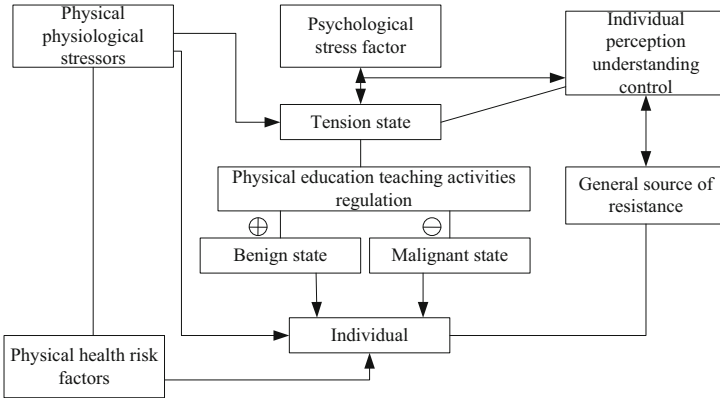 Physical
physiological
stressors
Psychological
stress factor
Individual
perception
understanding
control
Tension state
Physical education teaching activities
regulation
General source of
resistance
Benign state
Malignant state
Individual
Physical health risk
factors